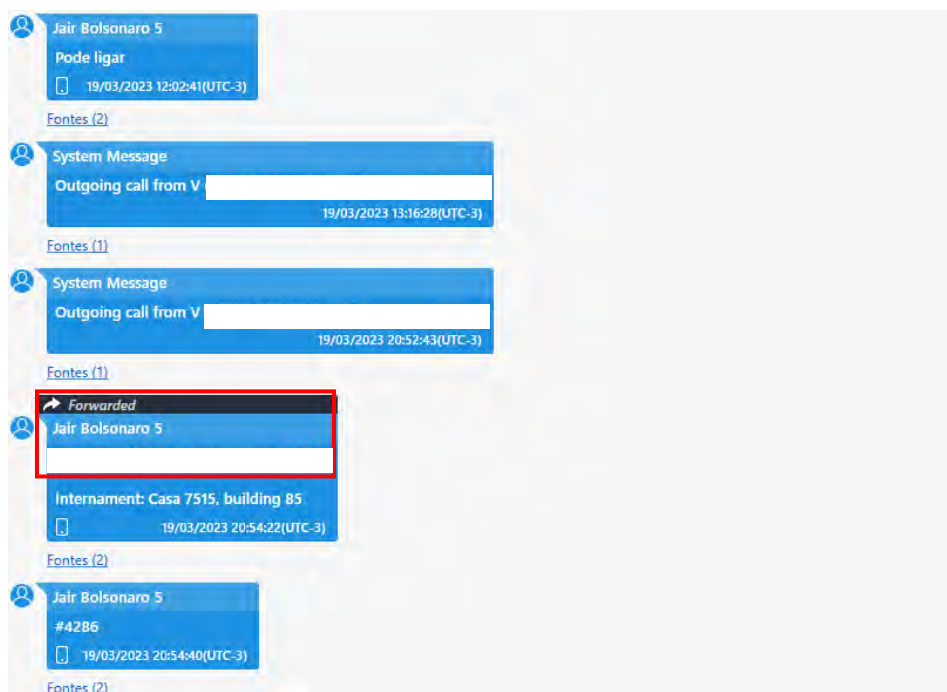 Jair Bolsonaro 5
Pode ligar
19/03/2023 12:02:41(UTC-3)
Fontes (2)
System Message
Outgoing call from V
19/03/2023 13:16:28(UTC-3)
Fontes (1)
System Message
Outgoing call from V
19/03/2023 20:52:43(UTC-3)
Fontes (1)
Forwarded
Jair Bolsonaro 5
Internament: Casa 7515, building 85
19/03/2023 20:54:22(UTC-3)
Fontes (2)
Jair Bolsonaro 5
#4286
19/03/2023 20:54:40(UTC-3)
Fontes (2)